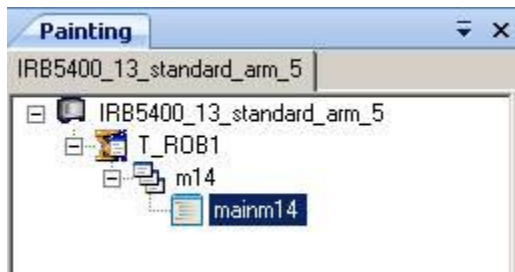 Painting
IRB5400_13_standard_arm_5
IRB5400_13_standard_arm_5
T_ROB1
m14
mainm14